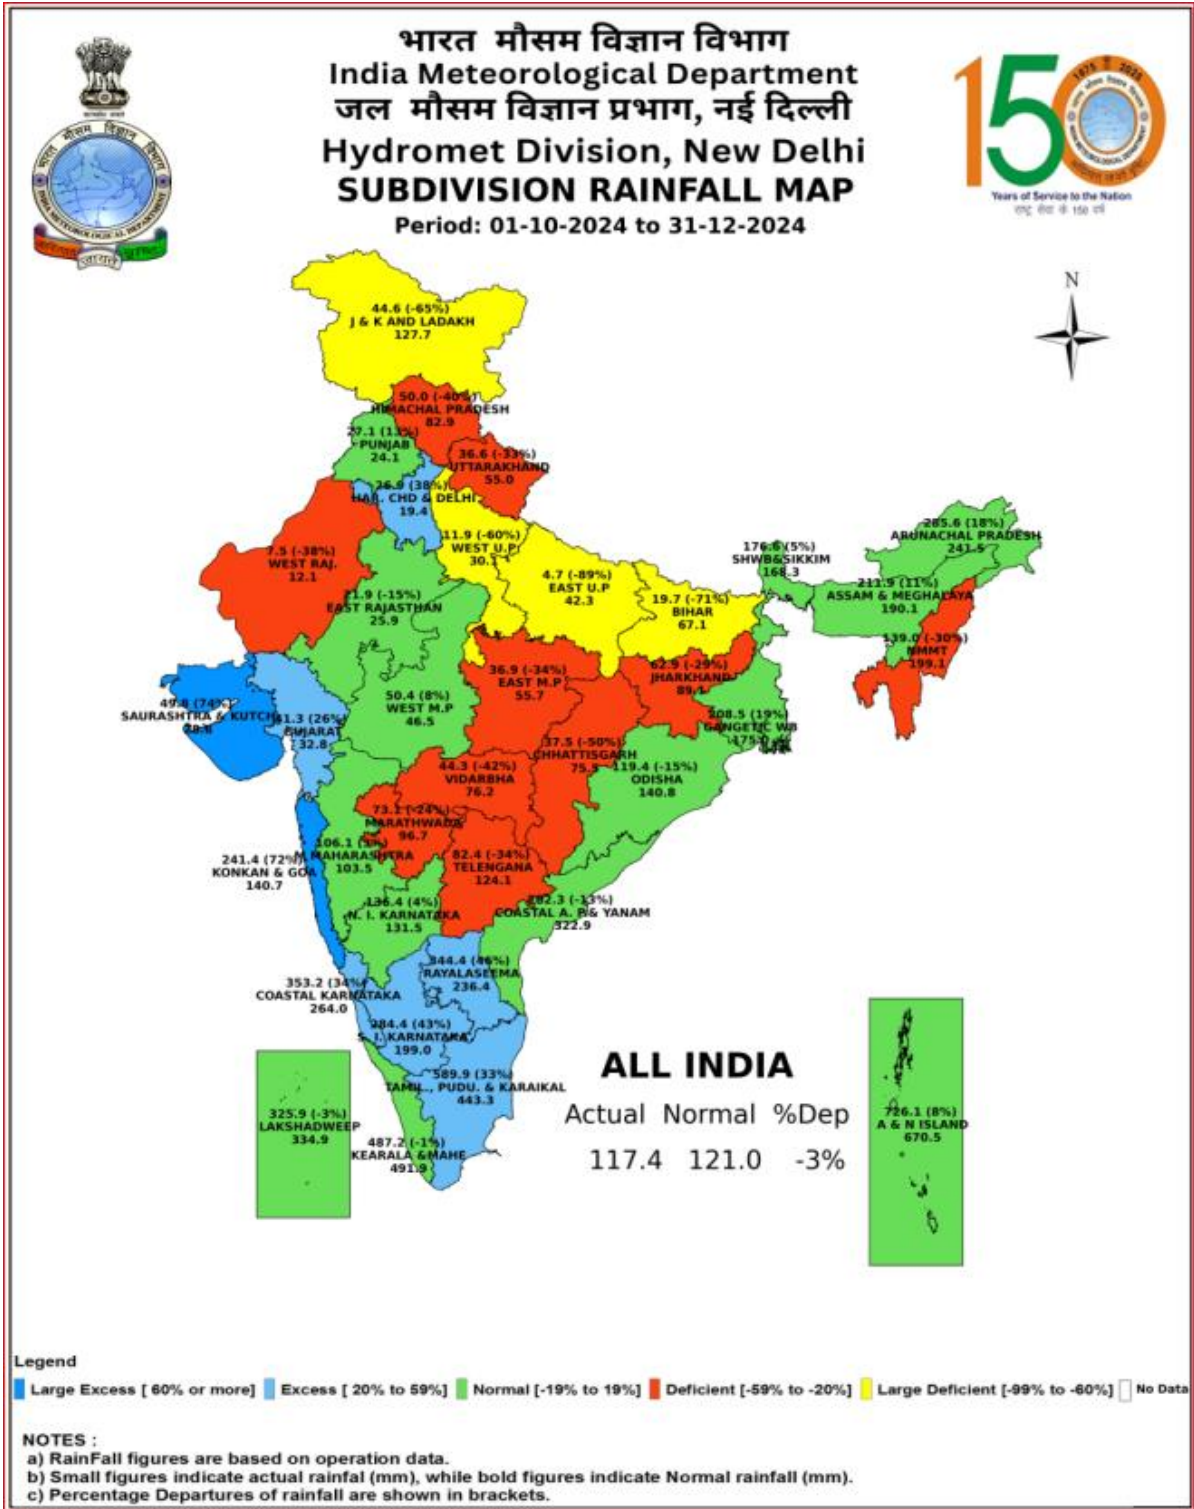 भारत मौसम विज्ञान विभाग
India Meteorological Department
जल मौसम विज्ञान प्रभाग, नई दिल्ली
Hydromet Division, New Delhi
SUBDIVISION RAINFALL MAP
Period: 01-10-2024 to 31-12-2024
भारत मौसम विज्ञान विभाग
INDIA METEOROLOGICAL DEPARTMENT
150
1875 2025
Years of Service to the Nation
राष्ट्र सेवा के 150 वर्ष
N
44.6 (-65%)
J & K AND LADAKH
127.7
50.0 (-40%)
HIMACHAL PRADESH
82.9
27.1 (13%)
PUNJAB
24.1
36.6 (-33%)
UTTARAKHAND
55.0
26.9 (38%)
HAR. CHD & DELHI
19.4
7.5 (-38%)
WEST RAJ.
12.1
11.9 (-60%)
WEST U.P.
30.1
21.9 (-15%)
EAST RAJASTHAN
25.9
4.7 (-89%)
EAST U.P
42.3
19.7 (-71%)
BIHAR
67.1
176.6 (5%)
SHWB&SIKKIM
168.3
285.6 (18%)
ARUNACHAL PRADESH
241.5
211.9 (11%)
ASSAM & MEGHALAYA
190.1
139.0 (-30%)
NMMT
199.1
49.8 (74%)
SAURASHTRA & KUTCH
41.3 (26%)
GUJARAT
32.8
50.4 (8%)
WEST M.P
46.5
36.9 (-34%)
EAST M.P
55.7
62.9 (-29%)
JHARKHAND
89.1
208.5 (19%)
GANGETIC WB
175.0
37.5 (-50%)
CHHATTISGARH
75.5
119.4 (-15%)
ODISHA
140.8
44.3 (-42%)
VIDARBHA
76.2
73.1 (-24%)
MARATHWADA
96.7
106.1 (3%)
M MAHARASHTRA
103.5
241.4 (72%)
KONKAN & GOA
140.7
82.4 (-34%)
TELENGANA
124.1
136.4 (4%)
N. I. KARNATAKA
131.5
282.3 (-13%)
COASTAL A. P.& YANAM
322.9
344.4 (46%)
RAYALASEEMA
236.4
353.2 (34%)
COASTAL KARNATAKA
264.0
284.4 (43%)
S. I. KARNATAKA
199.0
589.9 (33%)
TAMIL., PUDU. & KARAIKAL
443.3
325.9 (-3%)
LAKSHADWEEP
334.9
487.2 (-1%)
KEARALA &MAHE
491.9
726.1 (8%)
A & N ISLAND
670.5
ALL INDIA
Actual Normal %Dep
117.4 121.0 -3%
Legend
Large Excess [ 60% or more] Excess [ 20% to 59%] Normal [-19% to 19%] Deficient [-59% to -20%] Large Deficient [-99% to -60%] No Data
NOTES :
a) RainFall figures are based on operation data.
b) Small figures indicate actual rainfal (mm), while bold figures indicate Normal rainfall (mm).
c) Percentage Departures of rainfall are shown in brackets.